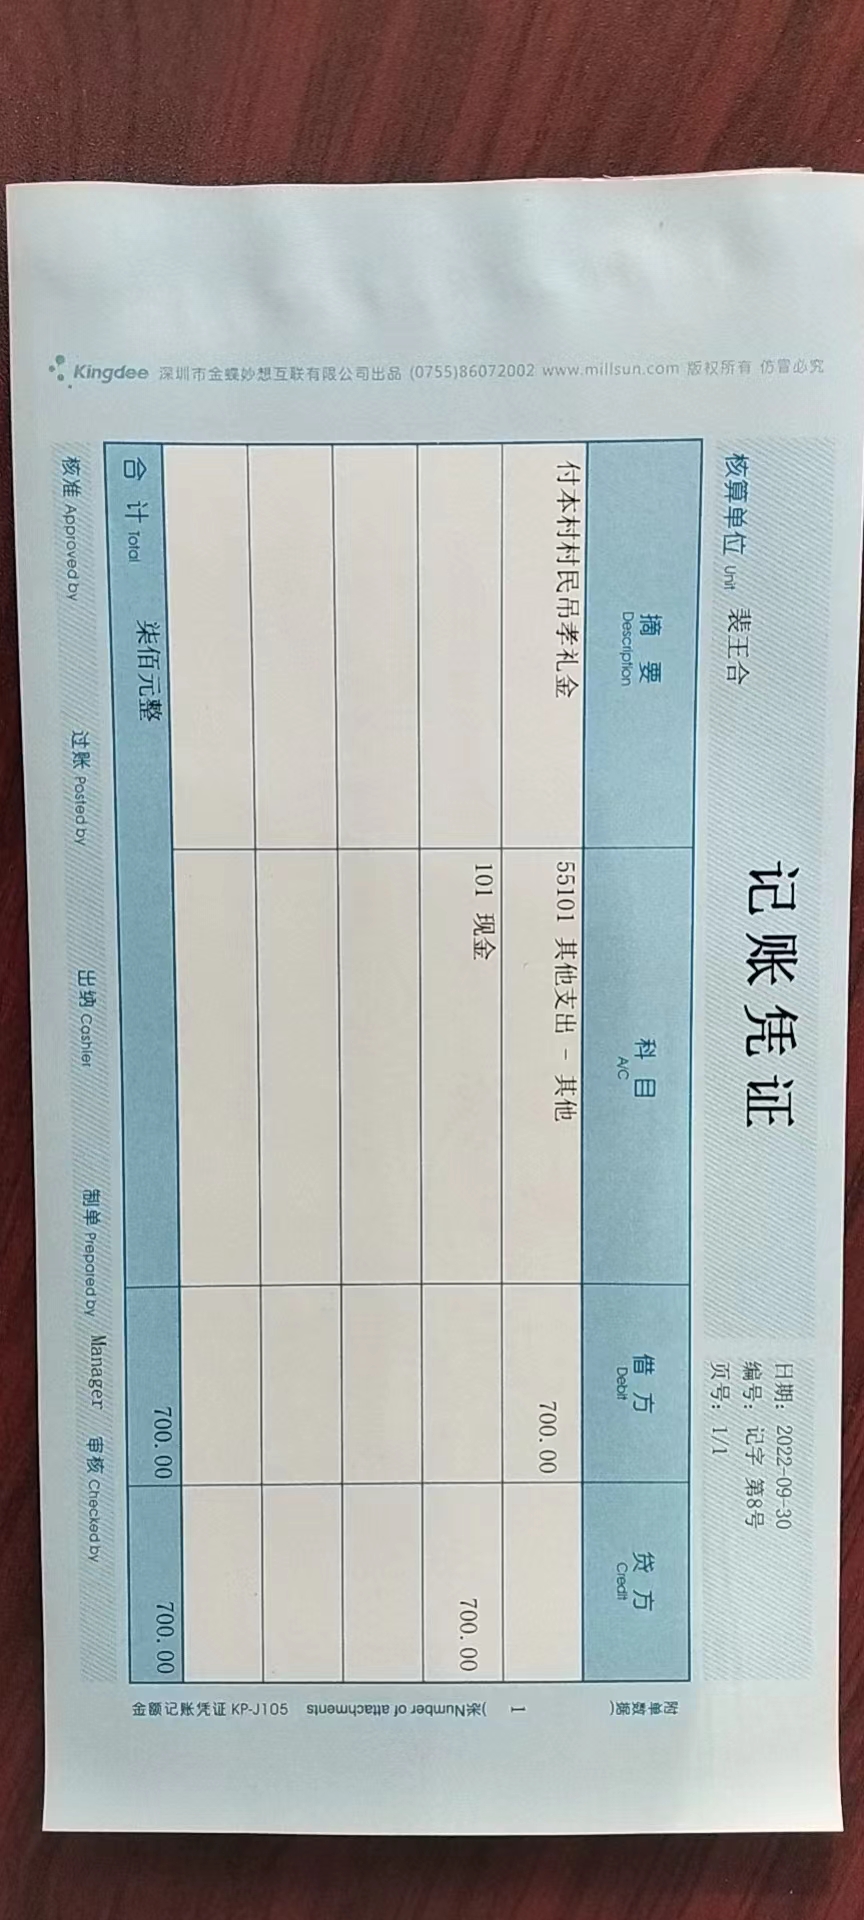 记账凭证
日期：2022-09-30
编号：记字 第8号
页号：1.1
核算单位 Unit 裴王合
摘 要 科 目 借 方 贷 方
Description A/C Debit Credit
付本村村民吊孝礼金 55101 其他支出 - 其他 700.00
101 现金 700.00
合 计 Total 柒佰元整 700.00 700.00
核准 Approved by 过账 Posted by 出纳 Cashier 制单 Prepared by Manager 审核 Checked by
附单据数( 1 张Number of attachments)
金额记账凭证 KP-J105
Kingdee 深圳市金蝶妙想互联有限公司出品 (0755)86072002 www.millsun.com 版权所有 仿冒必究